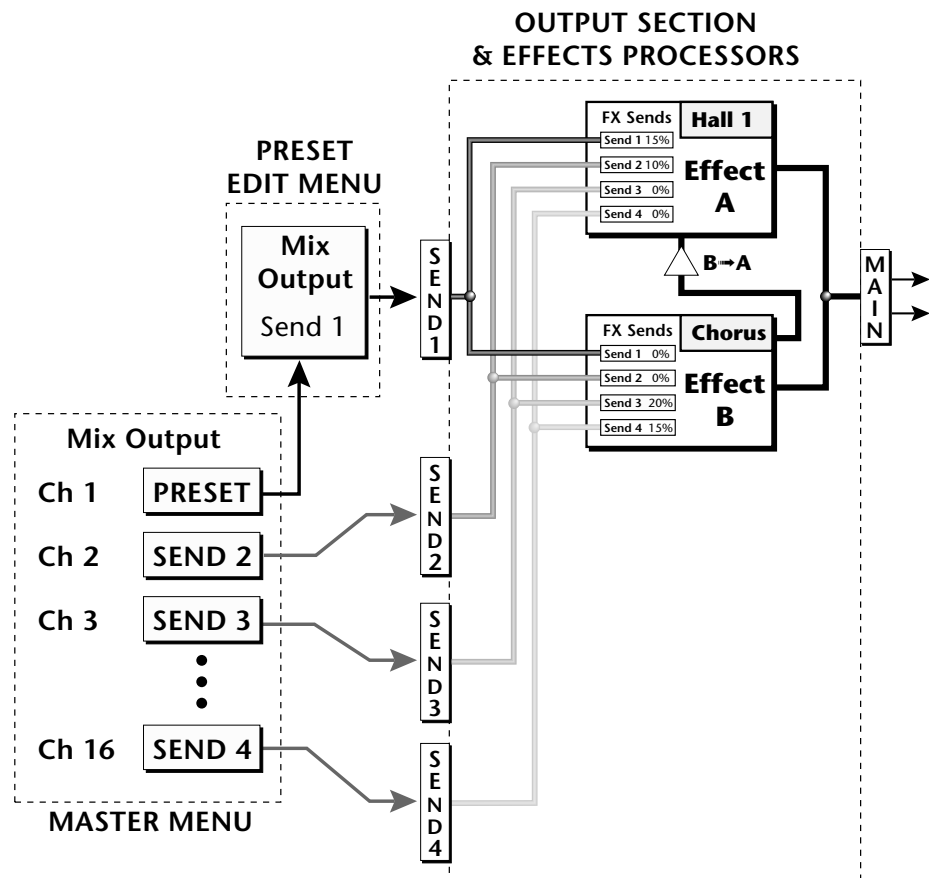 OUTPUT SECTION
& EFFECTS PROCESSORS
PRESET
EDIT MENU
Mix
Output
Send 1
SEND1
FX Sends
Hall 1
Send 1 15%
Send 2 10%
Send 3 0%
Send 4 0%
Effect
A
B→A
FX Sends
Chorus
Send 1 0%
Send 2 0%
Send 3 20%
Send 4 15%
Effect
B
MAIN
Mix Output
Ch 1 PRESET
Ch 2 SEND 2
Ch 3 SEND 3
Ch 16 SEND 4
MASTER MENU
SEND2
SEND3
SEND4